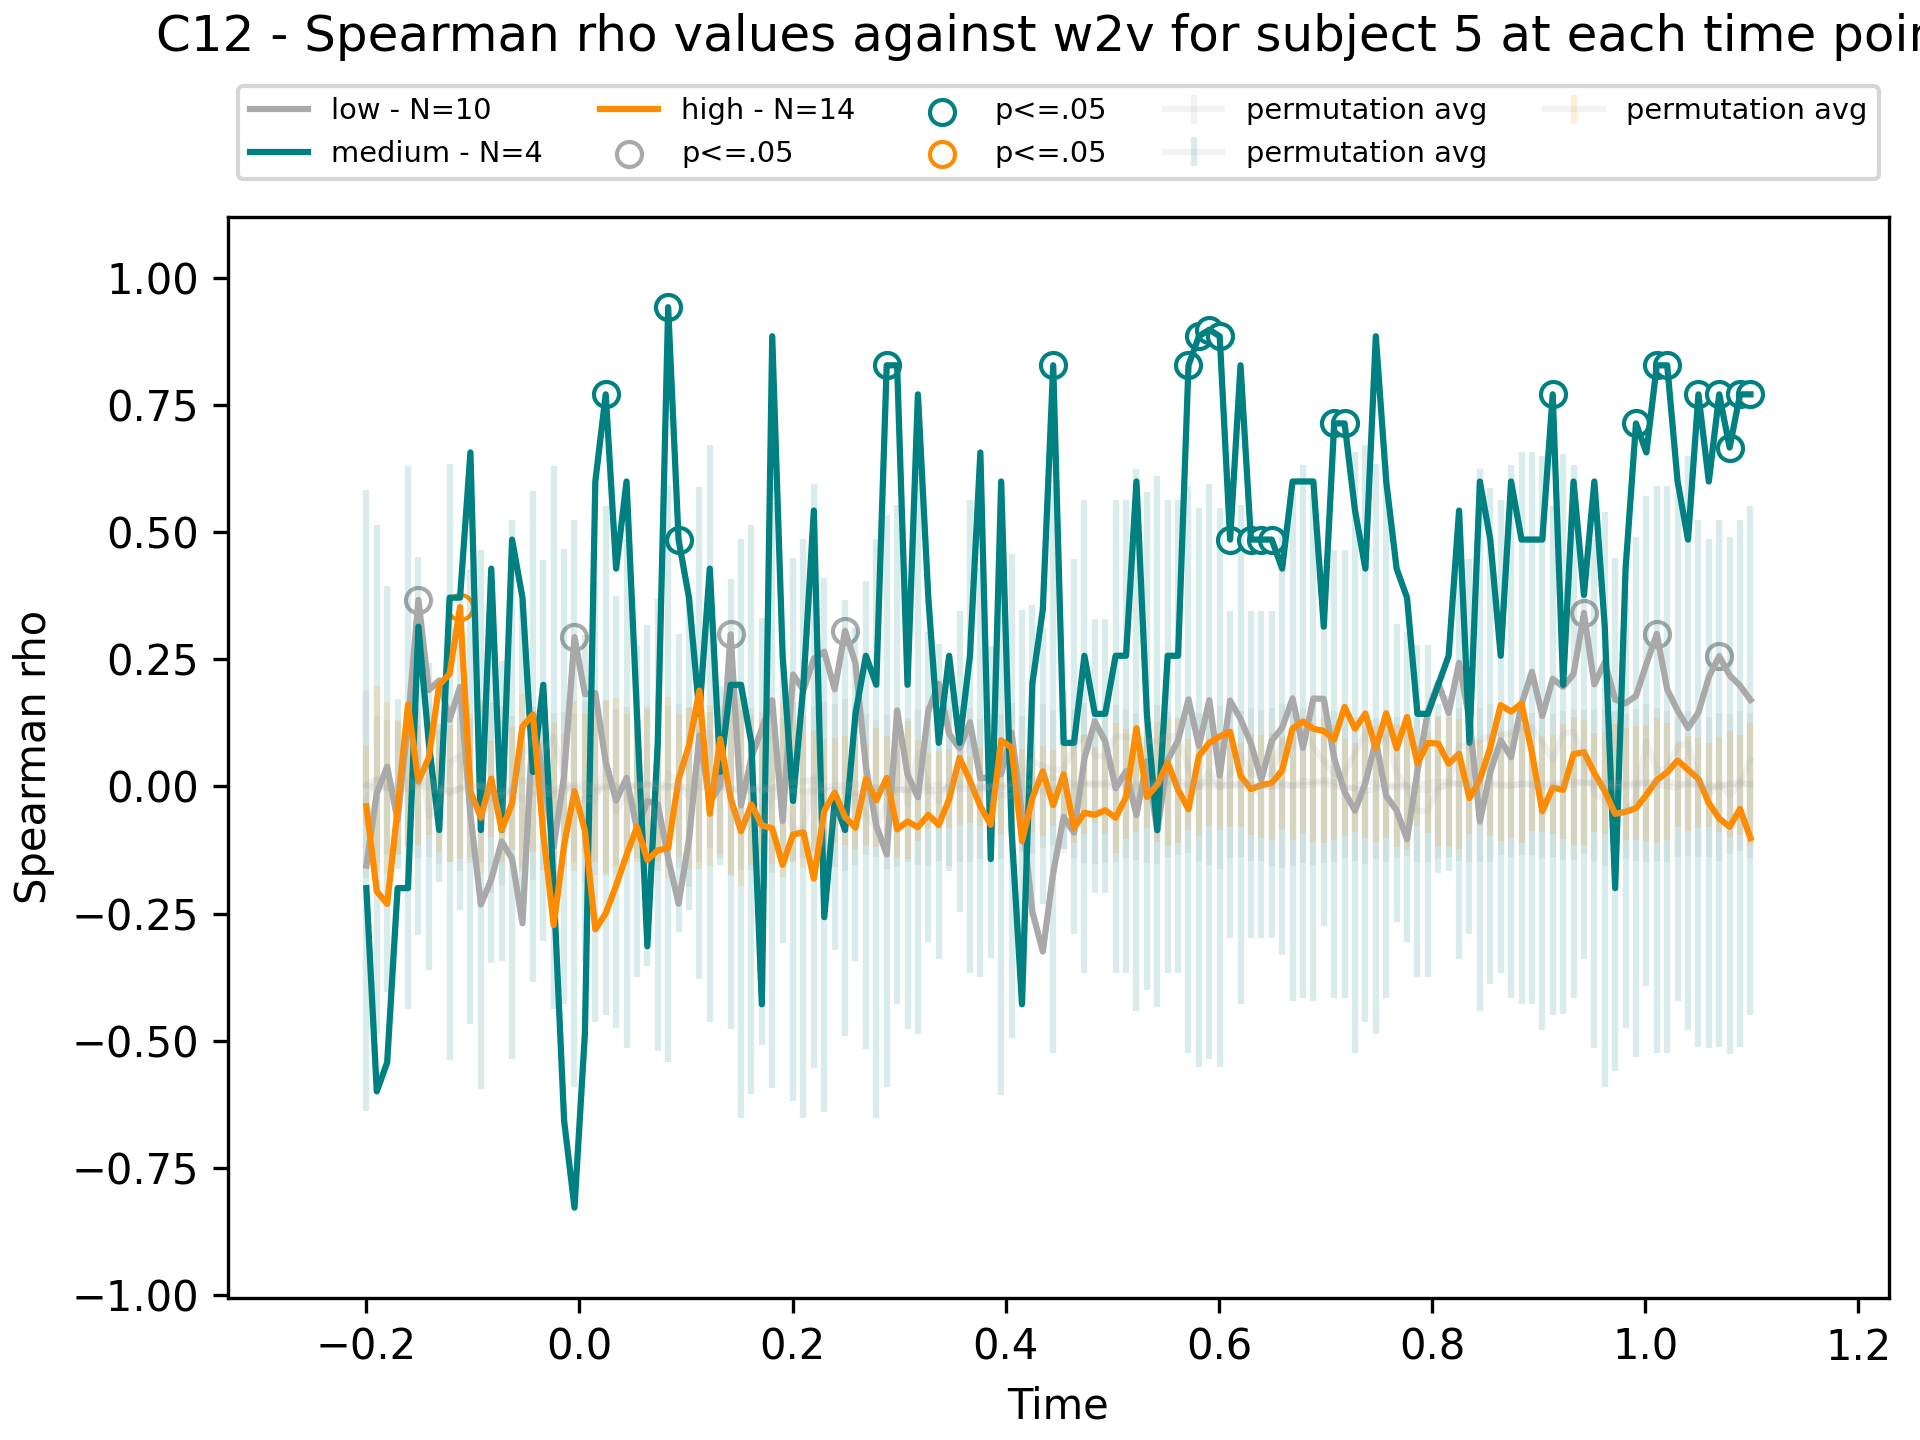 C12 - Spearman rho values against w2v for subject 5 at each time poi
low - N=10
medium - N=4
high - N=14
p<=.05
p<=.05
p<=.05
permutation avg
permutation avg
permutation avg
1.00
0.75
0.50
0.25
0.00
−0.25
−0.50
−0.75
−1.00
Spearman rho
−0.2 0.0 0.2 0.4 0.6 0.8 1.0 1.2
Time